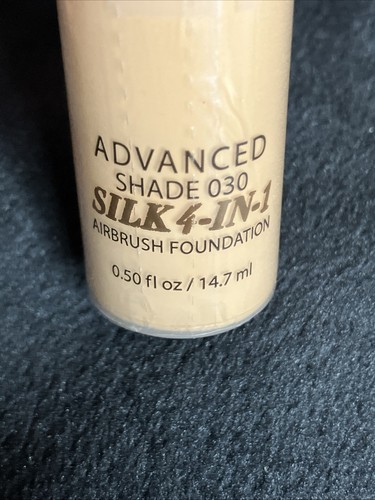 ADVANCED
SHADE 030
SILK 4-IN-1
AIRBRUSH FOUNDATION
0.50 fl oz / 14.7 ml